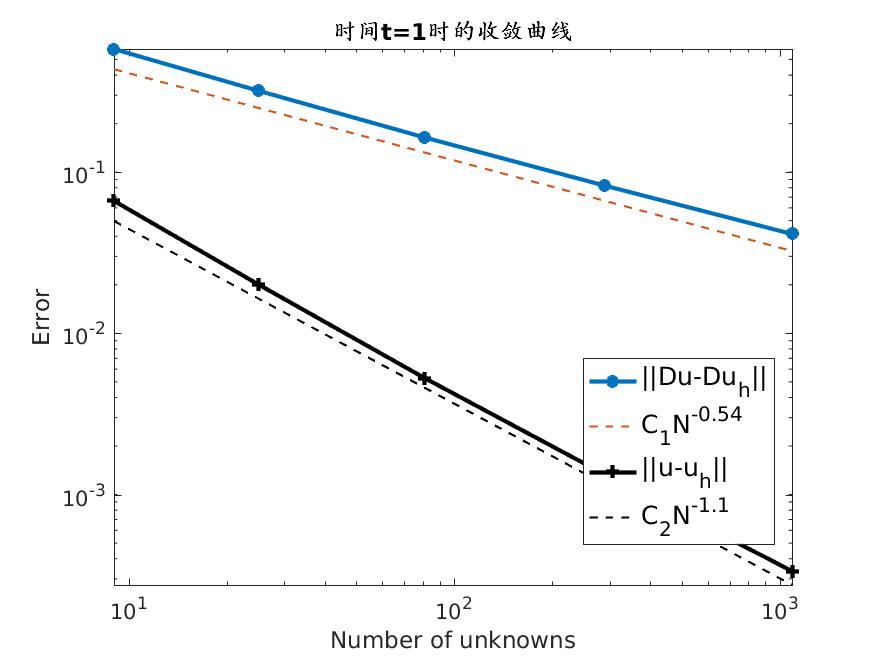 时间t=1时的收敛曲线
Error
10^-1
10^-2
10^-3
||Du-Du_h||
C_1N^-0.54
||u-u_h||
C_2N^-1.1
10^1
10^2
10^3
Number of unknowns